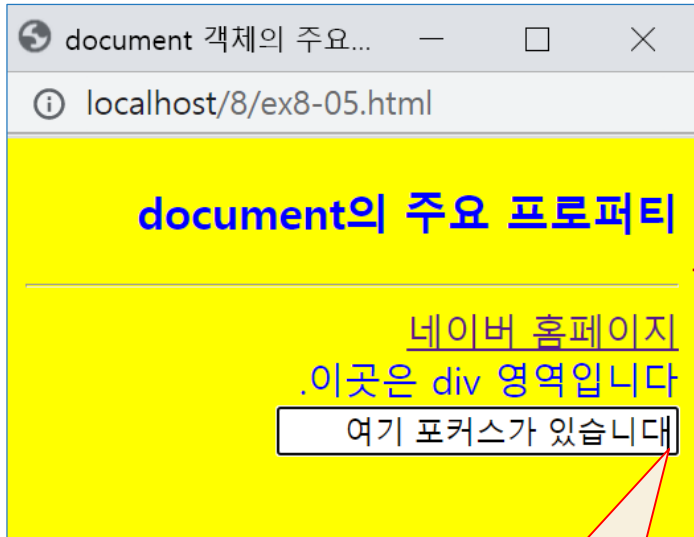 document 객체의 주요...
localhost/8/ex8-05.html
document의 주요 프로퍼티
네이버 홈페이지
.이곳은 div 영역입니다
여기 포커스가 있습니다